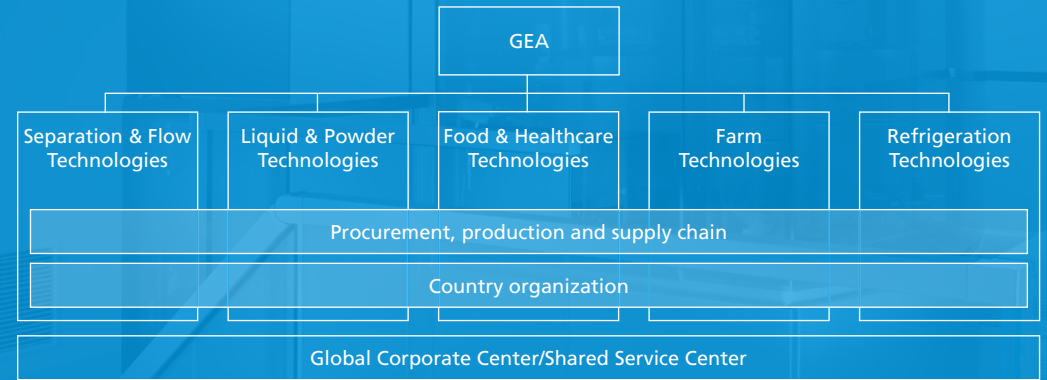 GEA
Separation & Flow
Technologies
Liquid & Powder
Technologies
Food & Healthcare
Technologies
Farm
Technologies
Refrigeration
Technologies
Procurement, production and supply chain
Country organization
Global Corporate Center/Shared Service Center